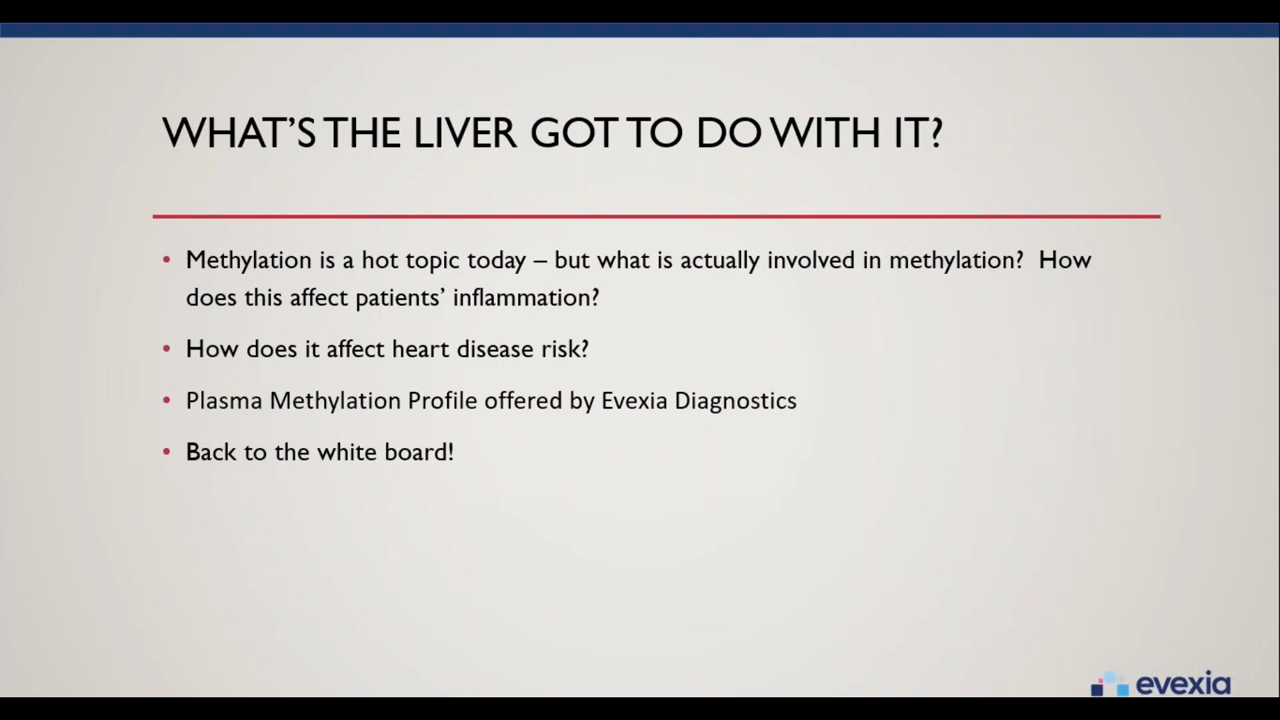 WHAT'S THE LIVER GOT TO DO WITH IT?
• Methylation is a hot topic today – but what is actually involved in methylation?  How
does this affect patients' inflammation?
• How does it affect heart disease risk?
• Plasma Methylation Profile offered by Evexia Diagnostics
• Back to the white board!
evexia